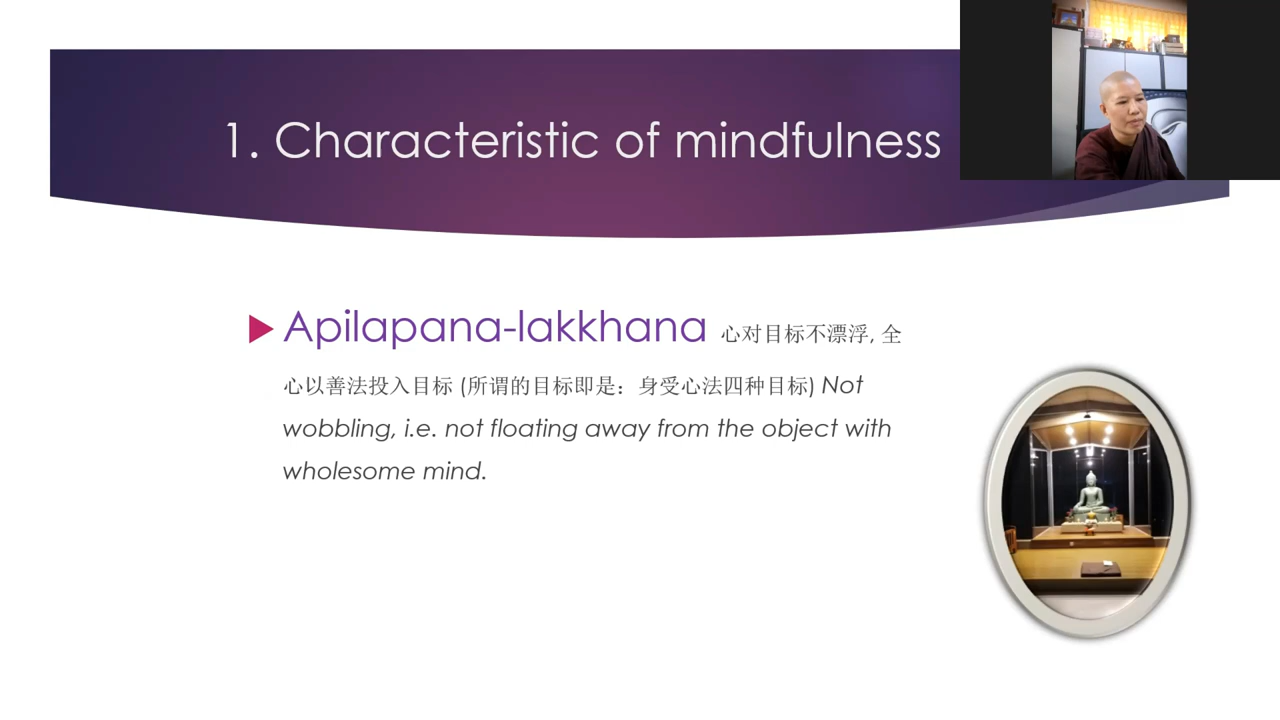 1. Characteristic of mindfulness
Apilapana-lakkhana 心对目标不漂浮, 全
心以善法投入目标 (所谓的目标即是：身受心法四种目标) Not
wobbling, i.e. not floating away from the object with
wholesome mind.